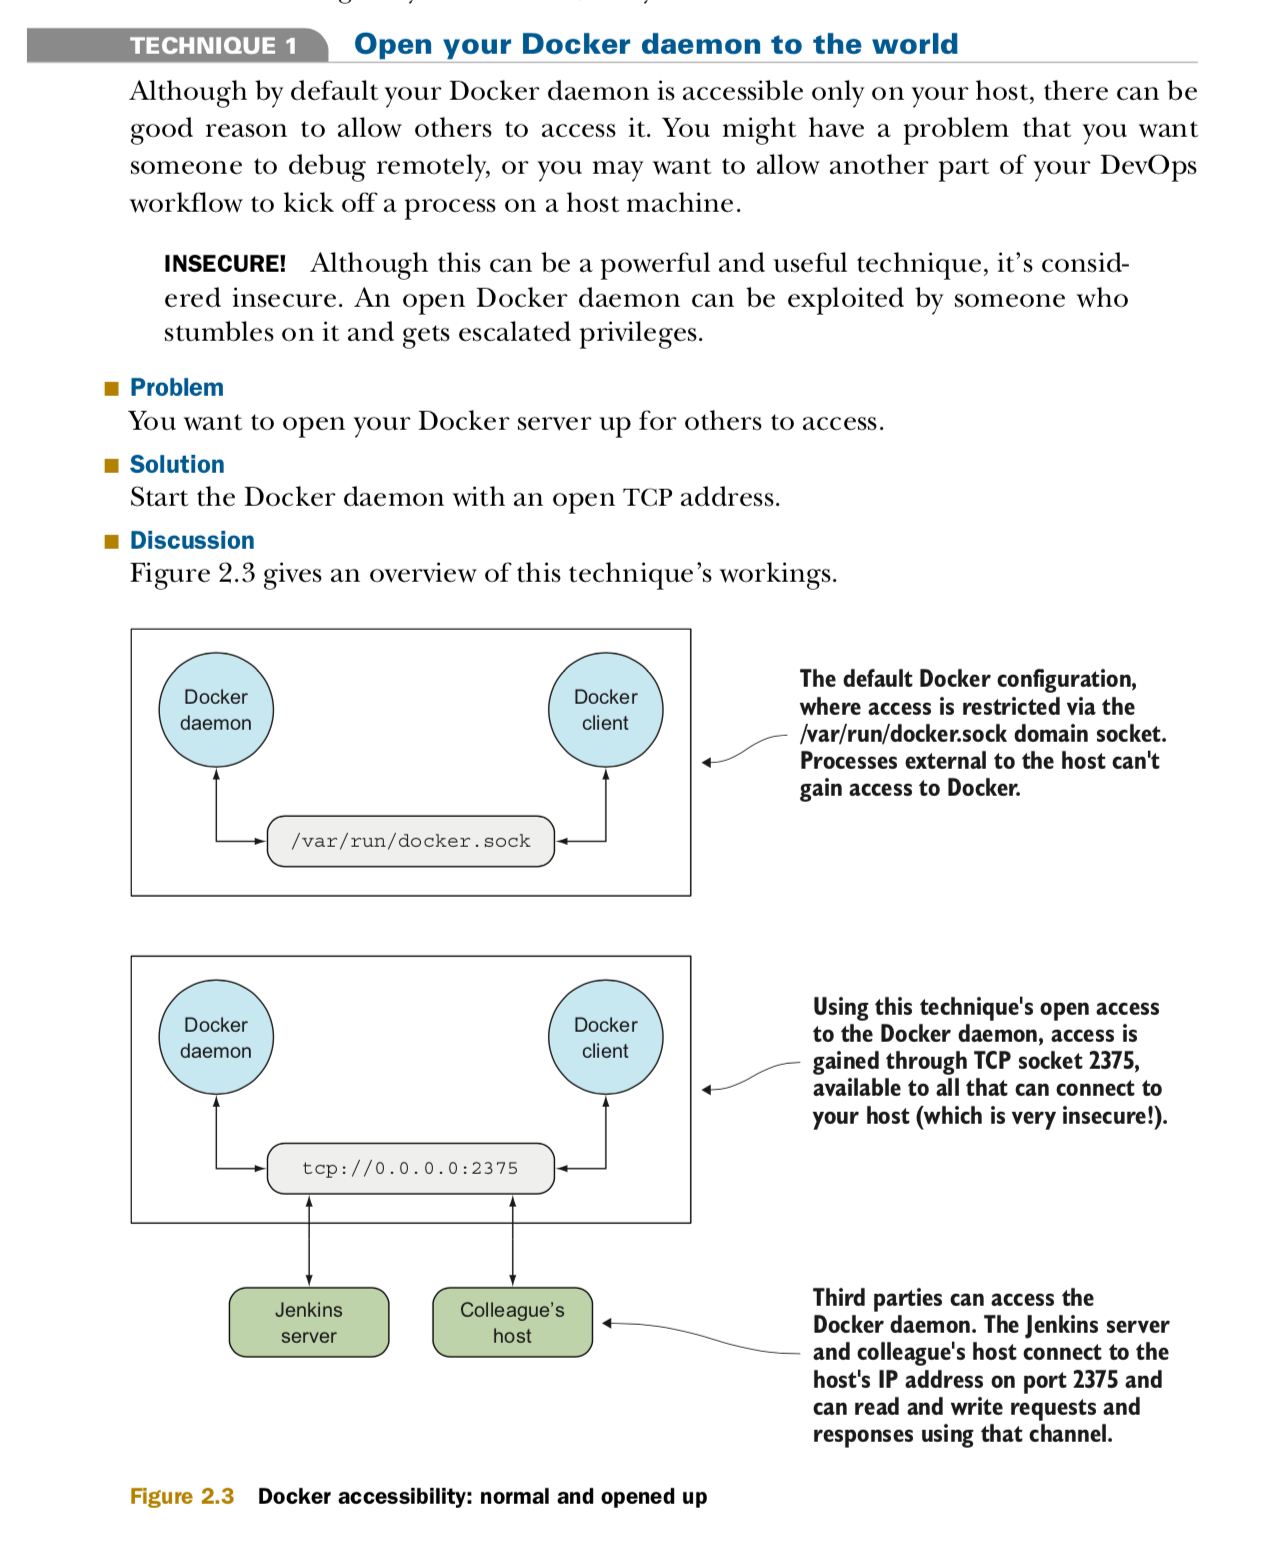 TECHNIQUE 1 Open your Docker daemon to the world
Although by default your Docker daemon is accessible only on your host, there can be
good reason to allow others to access it. You might have a problem that you want
someone to debug remotely, or you may want to allow another part of your DevOps
workflow to kick off a process on a host machine.
INSECURE! Although this can be a powerful and useful technique, it's consid-
ered insecure. An open Docker daemon can be exploited by someone who
stumbles on it and gets escalated privileges.
Problem
You want to open your Docker server up for others to access.
Solution
Start the Docker daemon with an open TCP address.
Discussion
Figure 2.3 gives an overview of this technique's workings.
Docker
daemon
Docker
client
/var/run/docker.sock
The default Docker configuration,
where access is restricted via the
/var/run/docker.sock domain socket.
Processes external to the host can't
gain access to Docker.
Docker
daemon
Docker
client
tcp://0.0.0.0:2375
Using this technique's open access
to the Docker daemon, access is
gained through TCP socket 2375,
available to all that can connect to
your host (which is very insecure!).
Jenkins
server
Colleague's
host
Third parties can access the
Docker daemon. The Jenkins server
and colleague's host connect to the
host's IP address on port 2375 and
can read and write requests and
responses using that channel.
Figure 2.3 Docker accessibility: normal and opened up